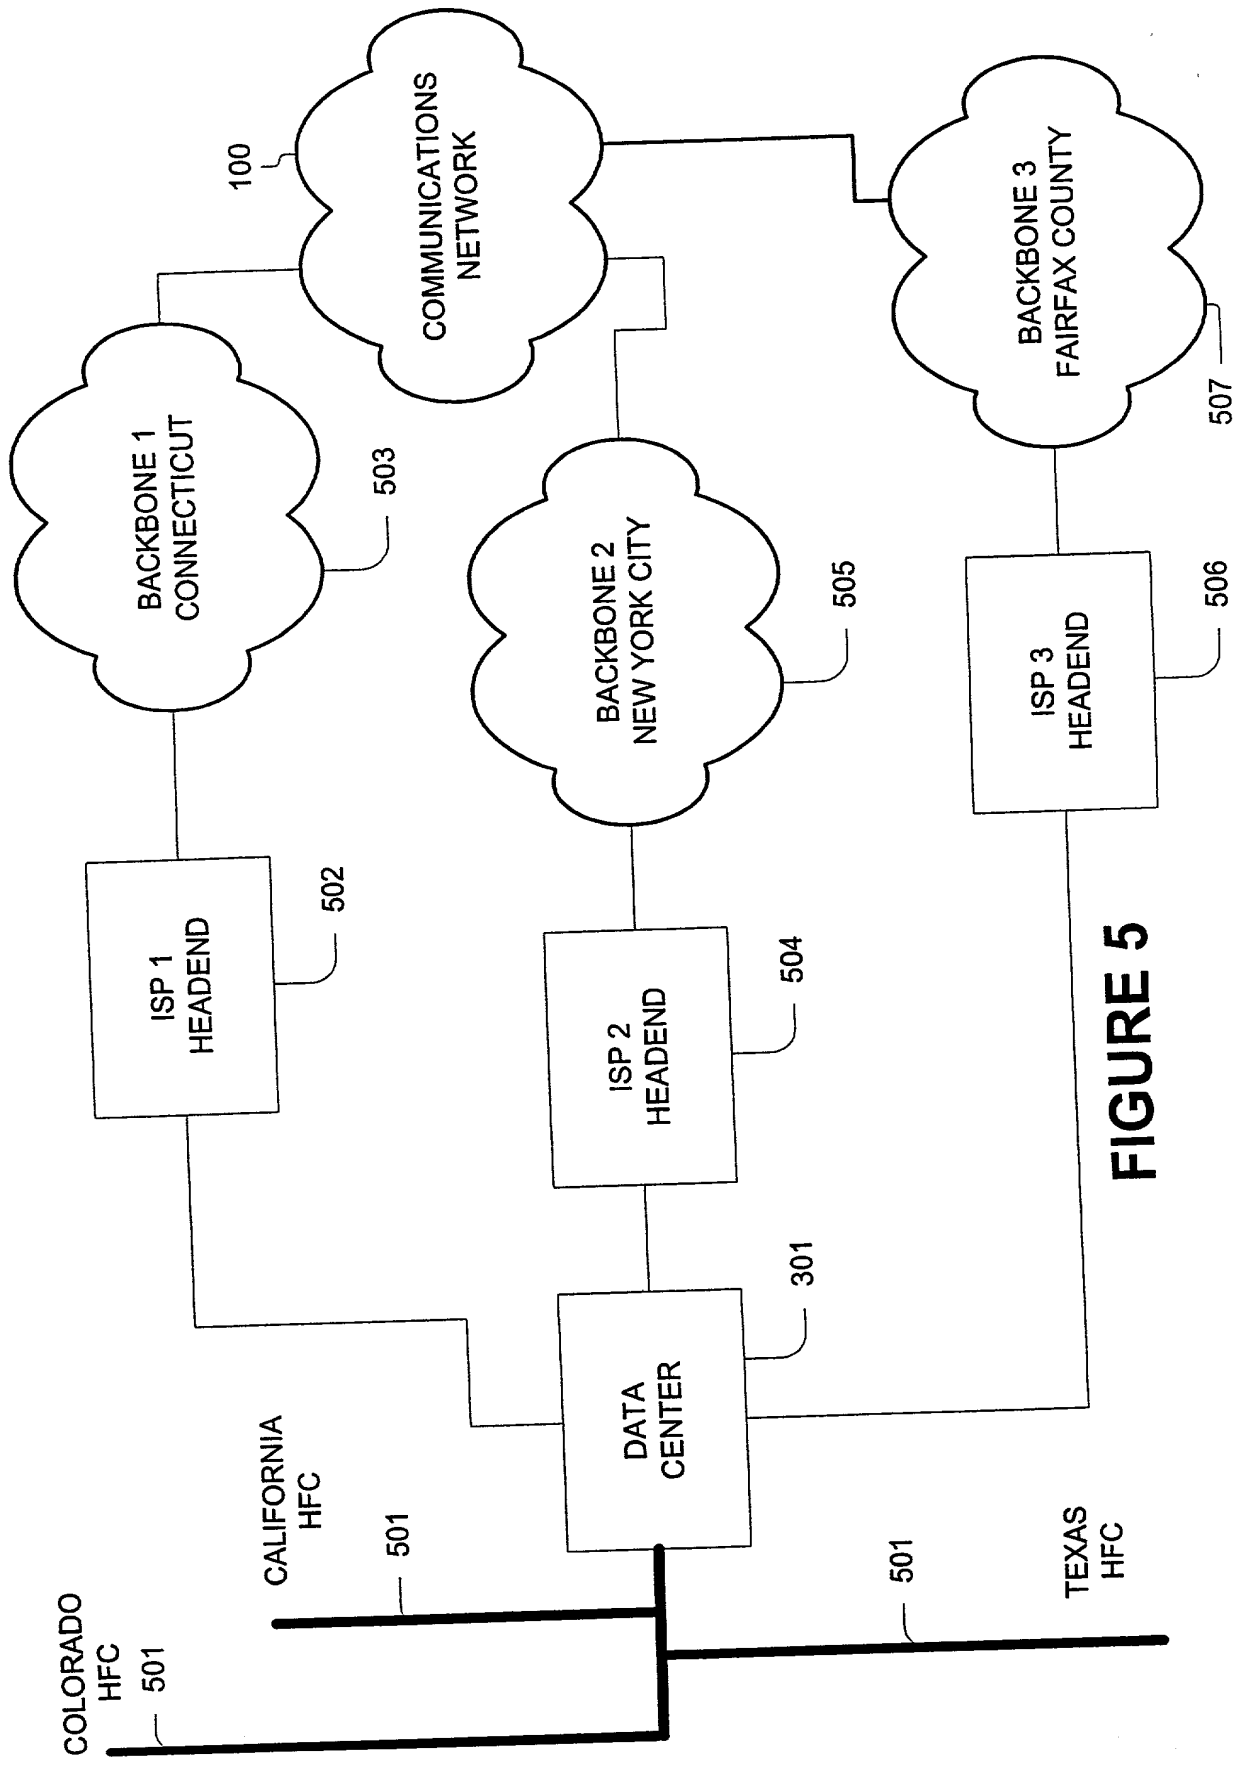 COLORADO
HFC
501
CALIFORNIA
HFC
501
501
TEXAS
HFC
DATA
CENTER
301
ISP 1
HEADEND
502
ISP 2
HEADEND
504
ISP 3
HEADEND
506
BACKBONE 1
CONNECTICUT
503
BACKBONE 2
NEW YORK CITY
505
BACKBONE 3
FAIRFAX COUNTY
507
COMMUNICATIONS
NETWORK
100
FIGURE 5